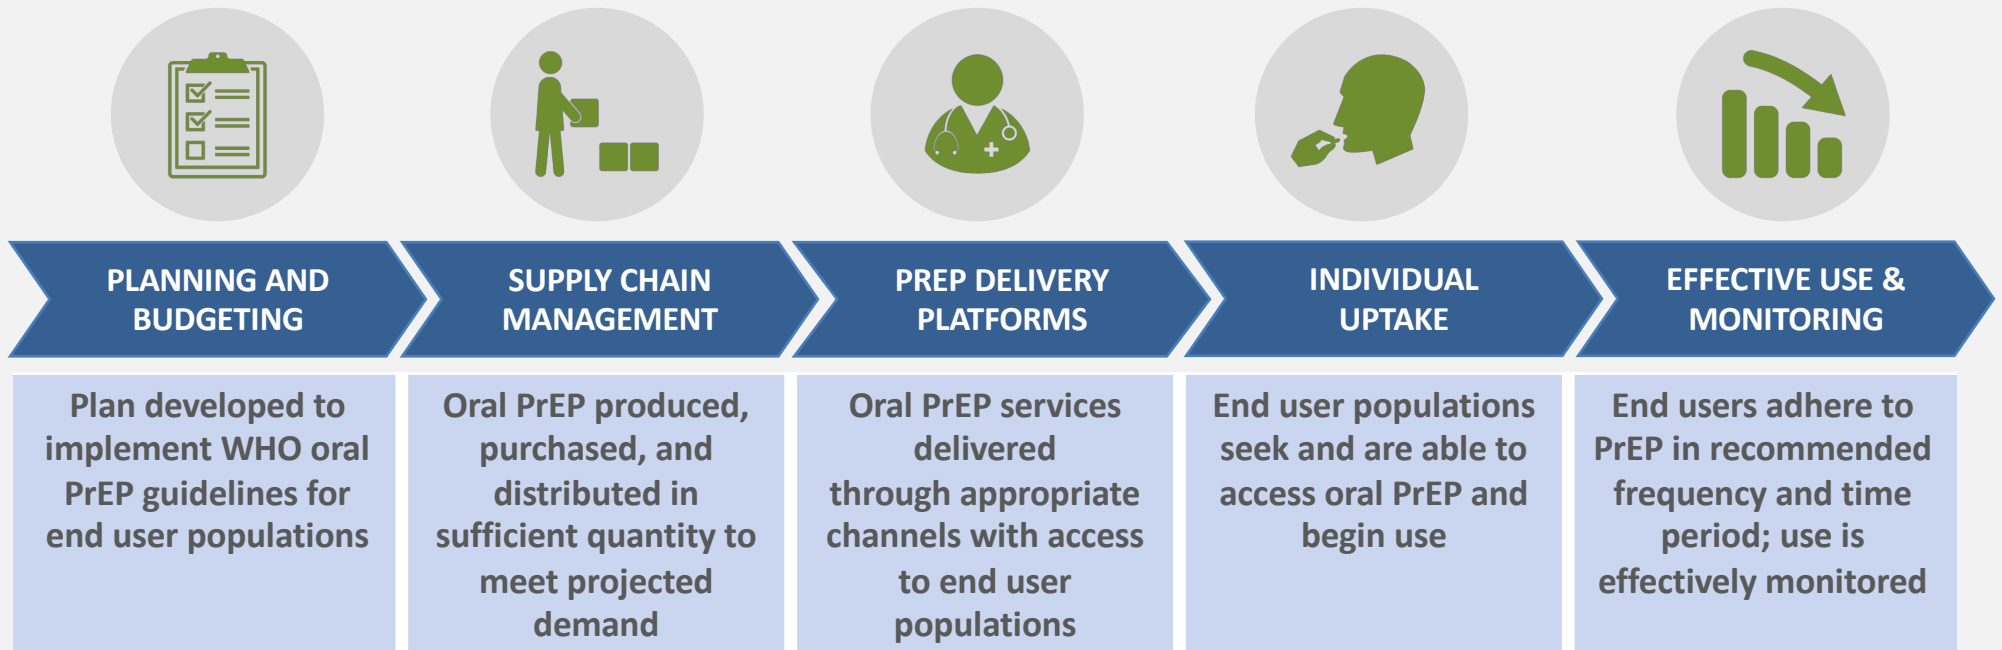 PLANNING AND
BUDGETING
SUPPLY CHAIN
MANAGEMENT
PREP DELIVERY
PLATFORMS
INDIVIDUAL
UPTAKE
EFFECTIVE USE &
MONITORING
Plan developed to
implement WHO oral
PrEP guidelines for
end user populations
Oral PrEP produced,
purchased, and
distributed in
sufficient quantity to
meet projected
demand
Oral PrEP services
delivered
through appropriate
channels with access
to end user
populations
End user populations
seek and are able to
access oral PrEP and
begin use
End users adhere to
PrEP in recommended
frequency and time
period; use is
effectively monitored